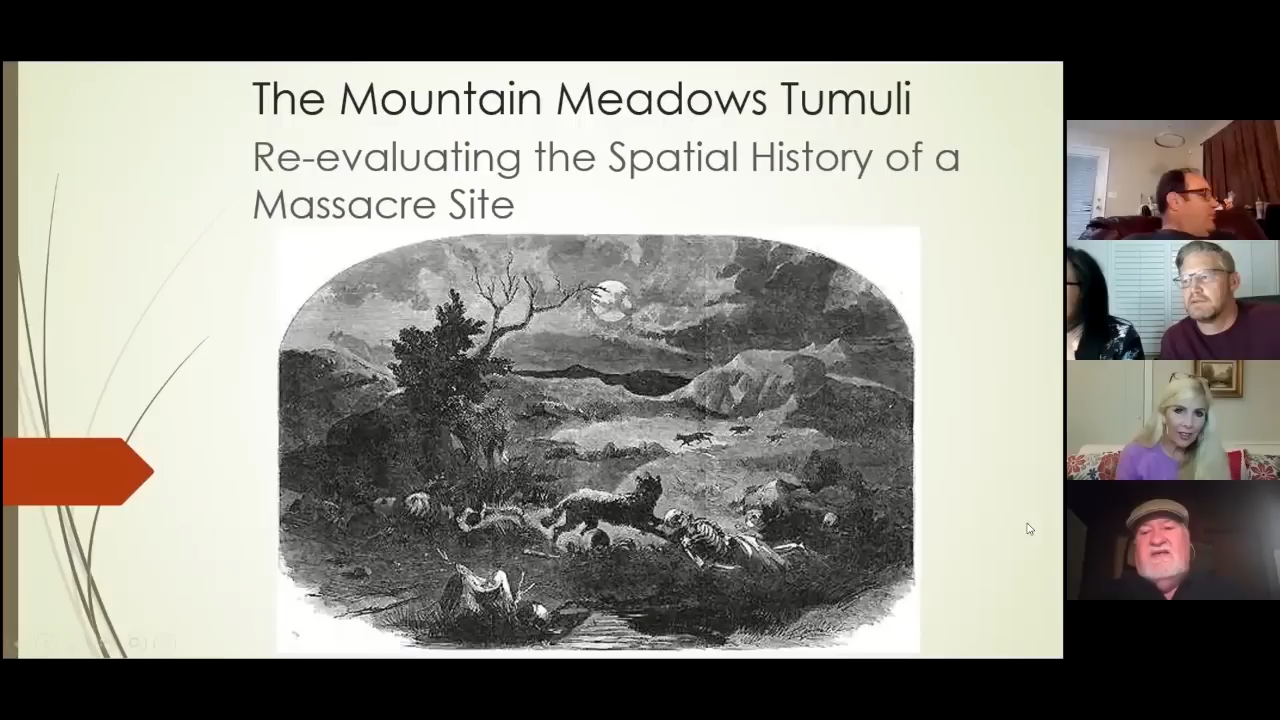 The Mountain Meadows Tumuli
Re-evaluating the Spatial History of a
Massacre Site